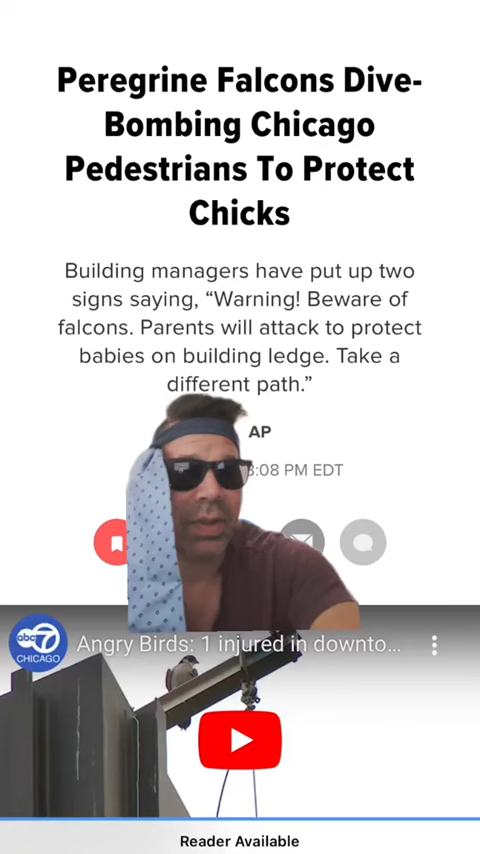 Peregrine Falcons Dive-
Bombing Chicago
Pedestrians To Protect
Chicks
Building managers have put up two
signs saying, “Warning! Beware of
falcons. Parents will attack to protect
babies on building ledge. Take a
different path.”
AP
:08 PM EDT
abc 7
CHICAGO
Angry Birds: 1 injured in downto...
Reader Available